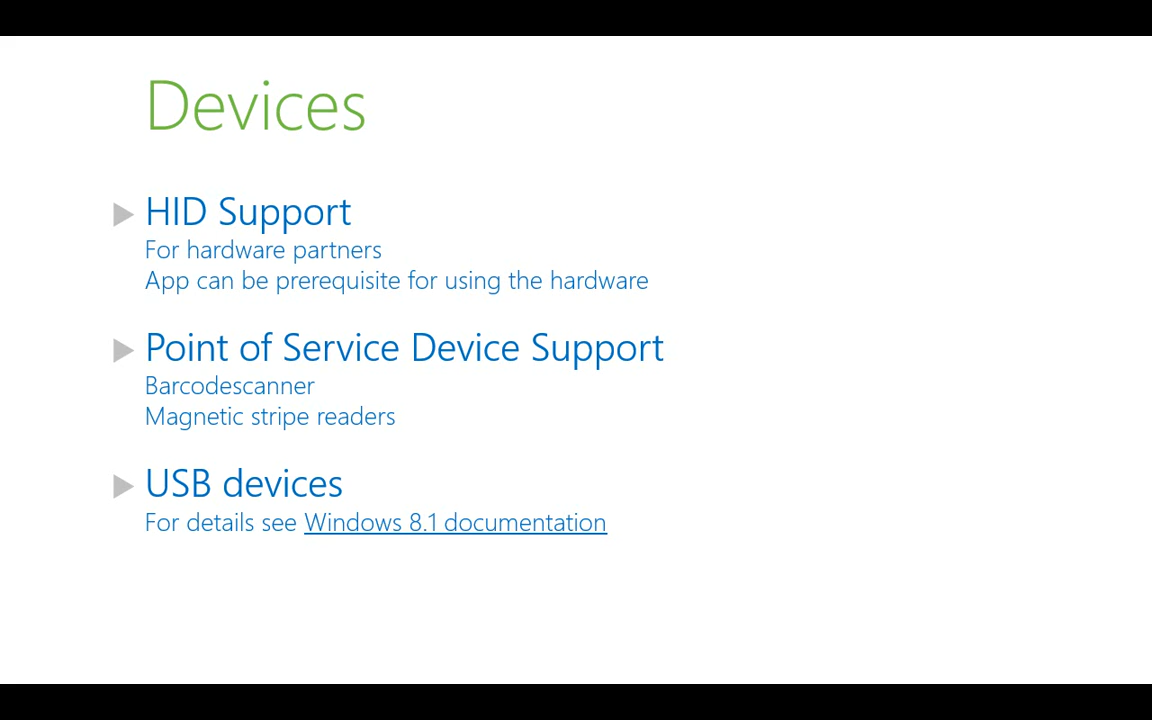 Devices
HID Support
For hardware partners
App can be prerequisite for using the hardware
Point of Service Device Support
Barcodescanner
Magnetic stripe readers
USB devices
For details see Windows 8.1 documentation